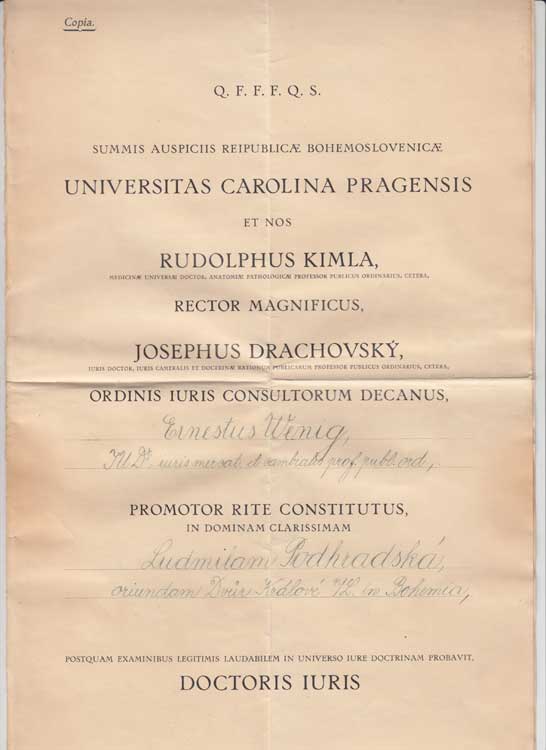 Copia.
Q. F. F. F. Q. S.
SUMMIS AUSPICIIS REIPUBLICÆ BOHEMOSLOVENICÆ
UNIVERSITAS CAROLINA PRAGENSIS
ET NOS
RUDOLPHUS KIMLA,
MEDICINÆ UNIVERSÆ DOCTOR, ANATOMIÆ PATHOLOGICÆ PROFESSOR PUBLICUS ORDINARIUS, CETERA,
RECTOR MAGNIFICUS,
JOSEPHUS DRACHOVSKÝ,
IURIS DOCTOR, IURIS CAMERALIS ET DOCTRINÆ RATIONUM PUBLICARUM PROFESSOR PUBLICUS ORDINARIUS, CETERA,
ORDINIS IURIS CONSULTORUM DECANUS,
Ernestus Wenig,
JUDr. iuris mercat. et cambialis prof. publ. ord.,
PROMOTOR RITE CONSTITUTUS,
IN DOMINAM CLARISSIMAM
Ludmilam Podhradská,
oriundam Dvůr Králové n/L. in Bohemia,
POSTQUAM EXAMINIBUS LEGITIMIS LAUDABILEM IN UNIVERSO IURE DOCTRINAM PROBAVIT,
DOCTORIS IURIS